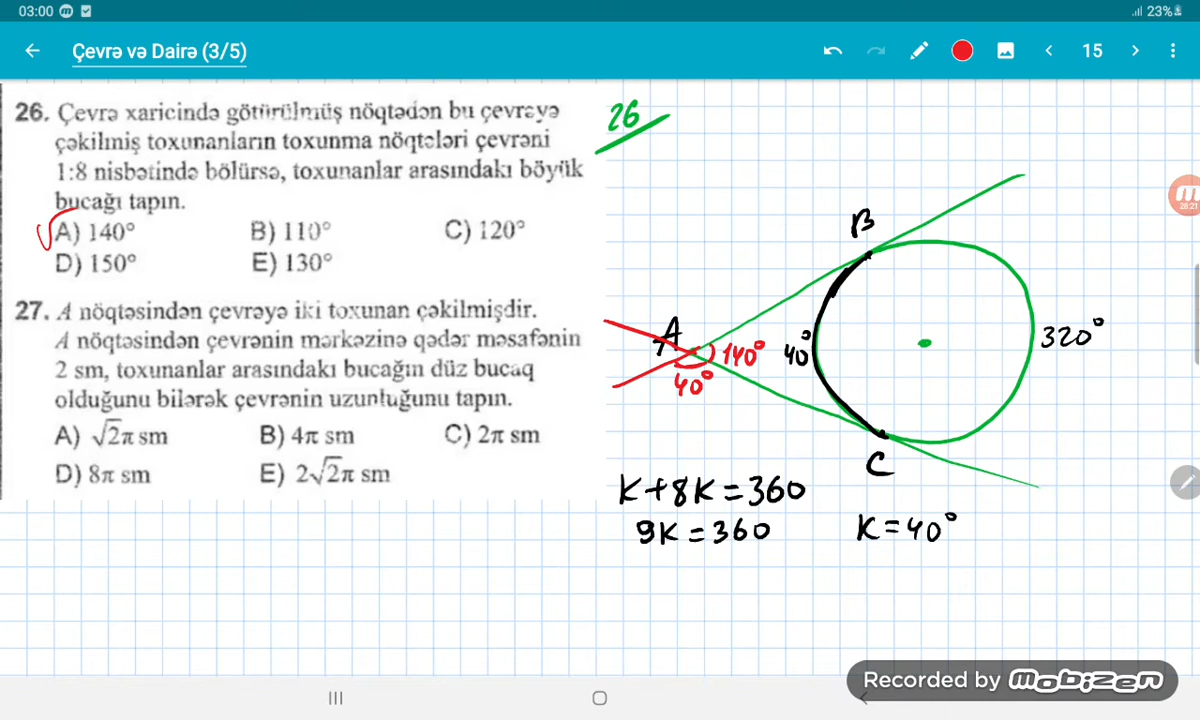 03:00
23%
Çevrə və Dairə (3/5)
15
26. Çevrə xaricində götürülmüş nöqtədən bu çevrəyə
çəkilmiş toxunanların toxunma nöqtələri çevrəni
1:8 nisbətində bölürsə, toxunanlar arasındakı böyük
bucağı tapın.
A) 140° B) 110° C) 120°
D) 150° E) 130°
27. A nöqtəsindən çevrəyə iki toxunan çəkilmişdir.
A nöqtəsindən çevrənin mərkəzinə qədər məsafənin
2 sm, toxunanlar arasındakı bucağın düz bucaq
olduğunu bilərək çevrənin uzunluğunu tapın.
A) √2π sm B) 4π sm C) 2π sm
D) 8π sm E) 2√2π sm
26
B
A
140°
40°
40°
320°
C
K+8K=360
9K=360 K=40°
28:21
Recorded by mobizen